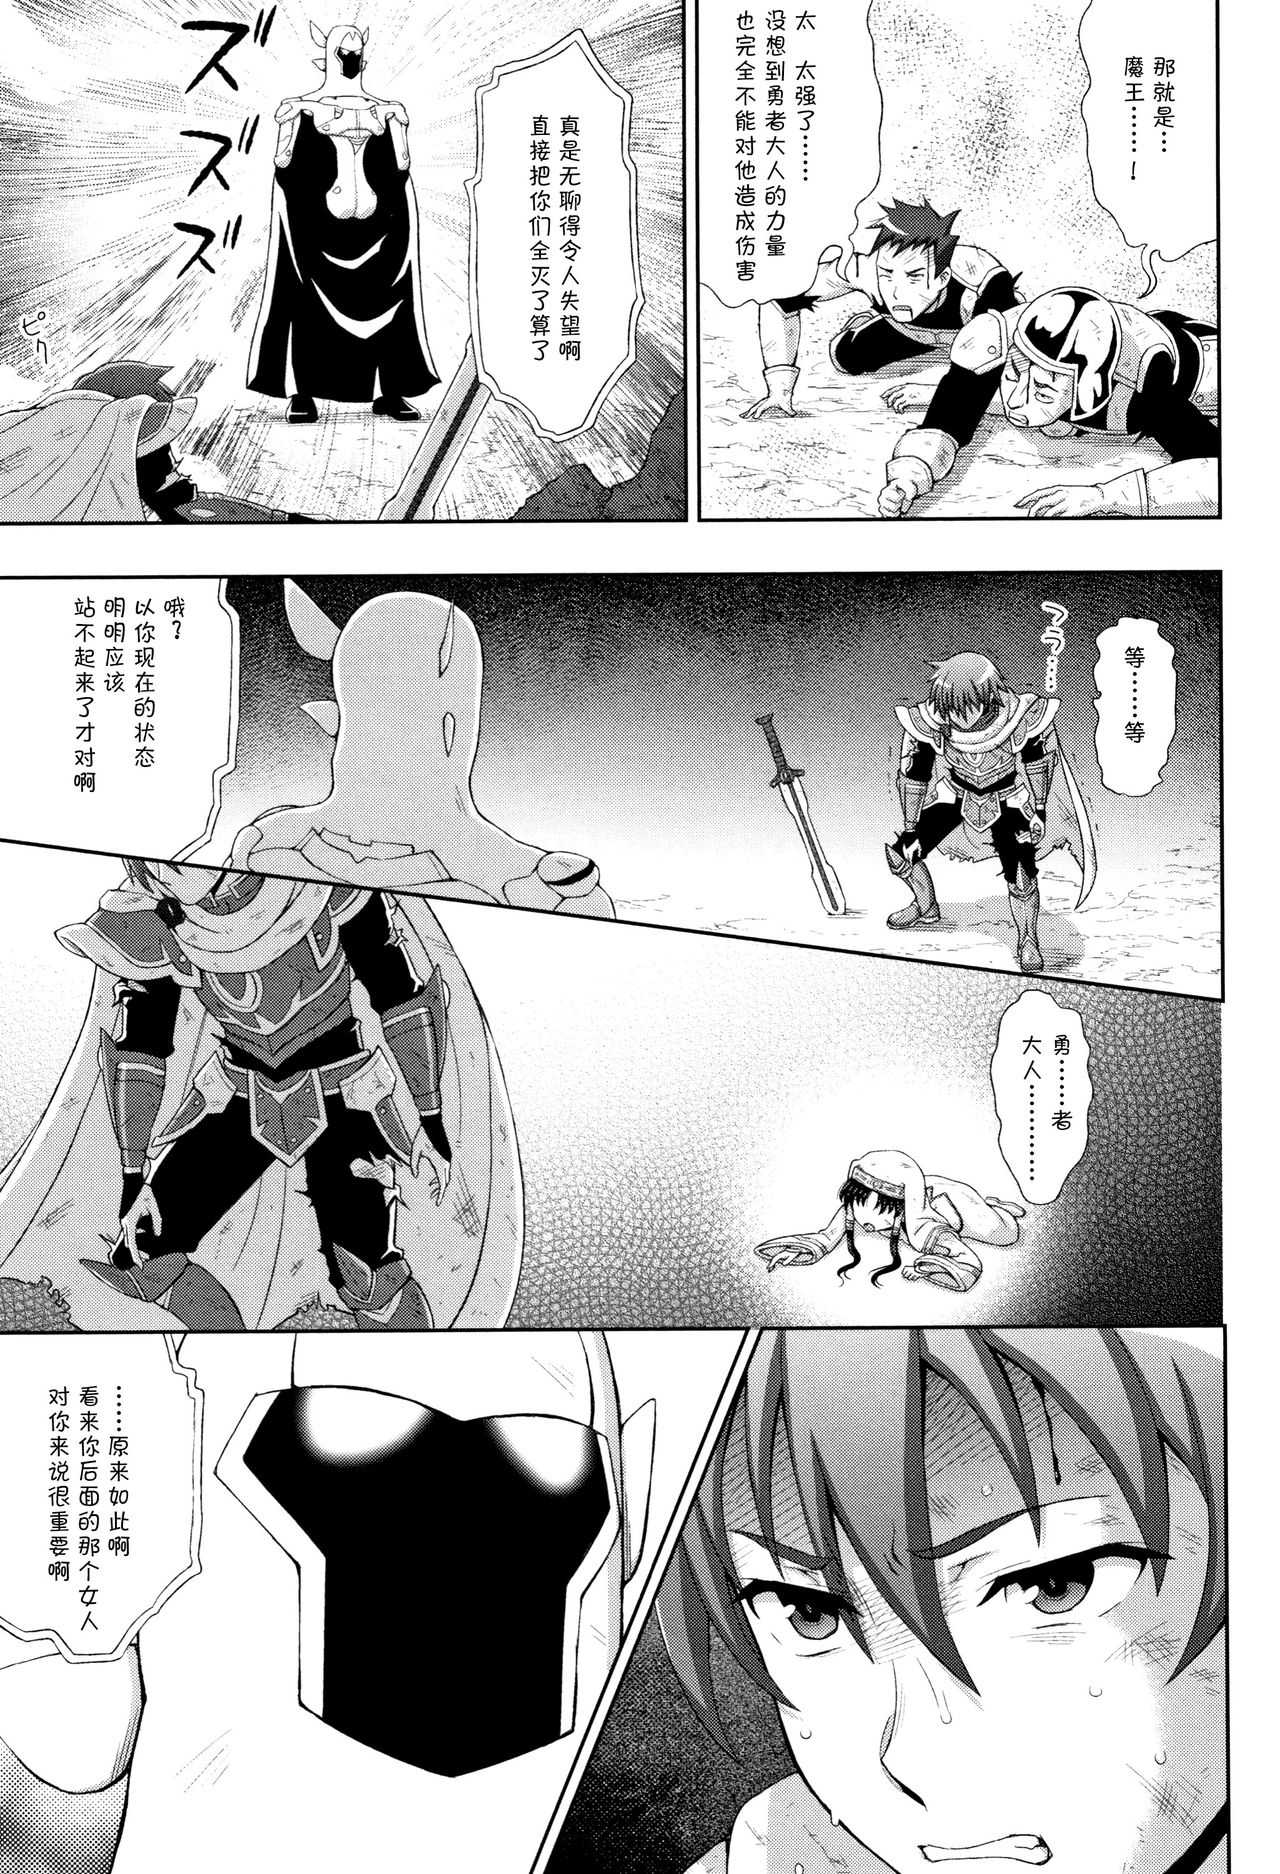 那就是…
魔王……!
太 太强了……
没想到勇者大人的力量
也完全不能对他造成伤害
真是无聊得令人失望啊
直接把你们全灭了算了
ズズズ
ピク
等……等
フラ…
哦?
以你现在的状态
明明应该
站不起来了才对啊
勇……者
大人………
……原来如此啊
看来你后面的那个女人
对你来说很重要啊